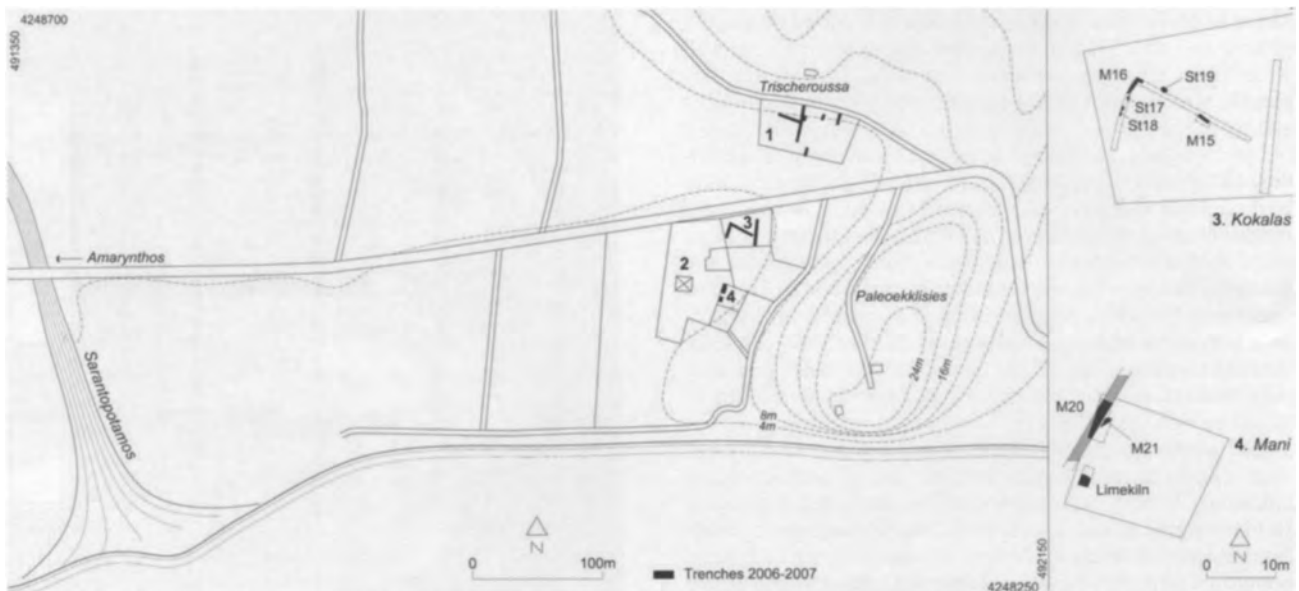 4248700
491350
Trischeroussa
1
Amarynthos
3
2
4
Paleoekklisies
Sarantopotamos
24m
16m
8m
4m
N
0 100m
Trenches 2006-2007
4248250
492150
M16
St19
St17
St18
M15
3. Kokalas
M20
M21
4. Mani
Limekiln
N
0 10m